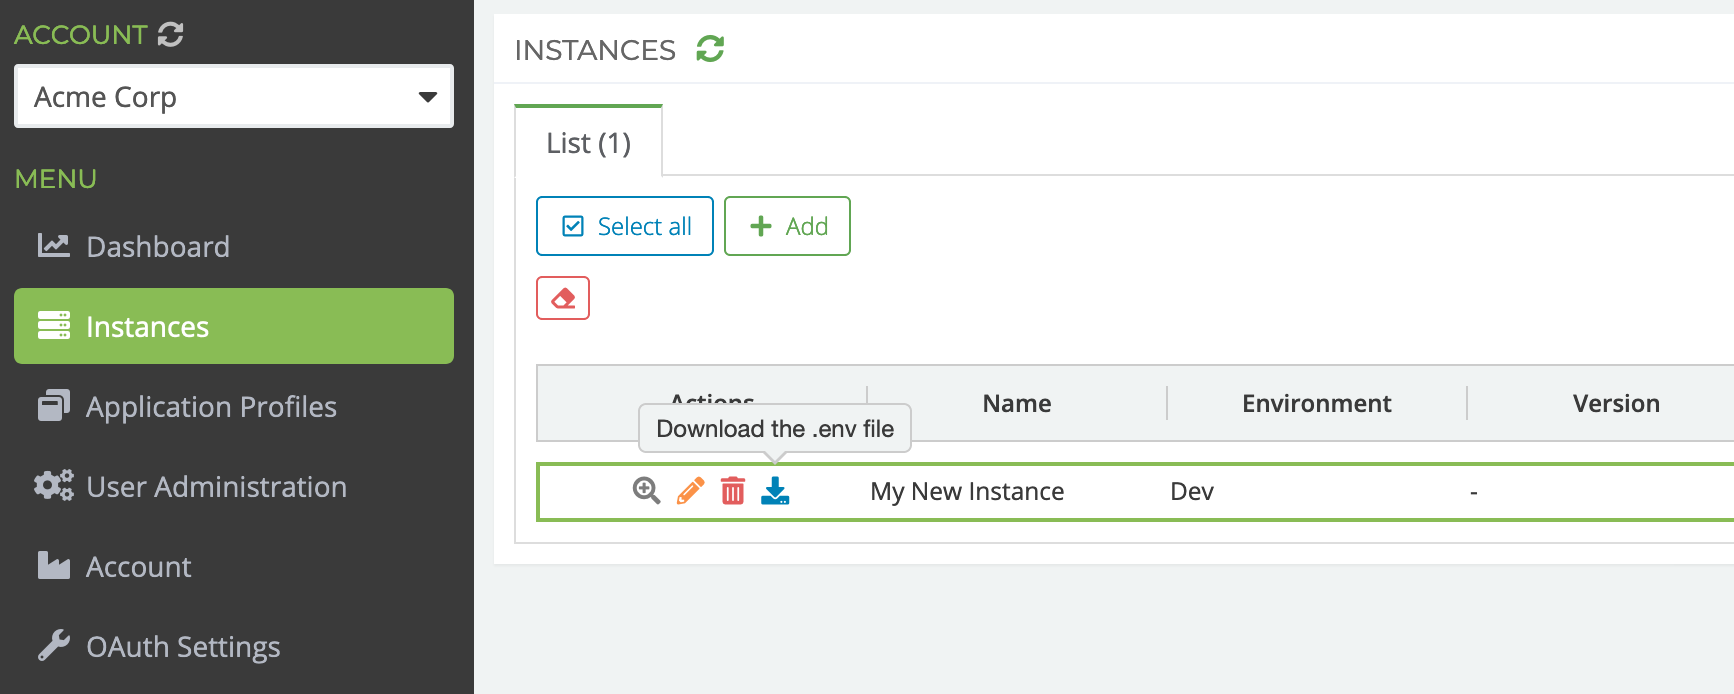 ACCOUNT
Acme Corp
MENU
Dashboard
Instances
Application Profiles
User Administration
Account
OAuth Settings
INSTANCES
List (1)
Select all
Add
Actions
Name
Environment
Version
Download the .env file
My New Instance
Dev
-